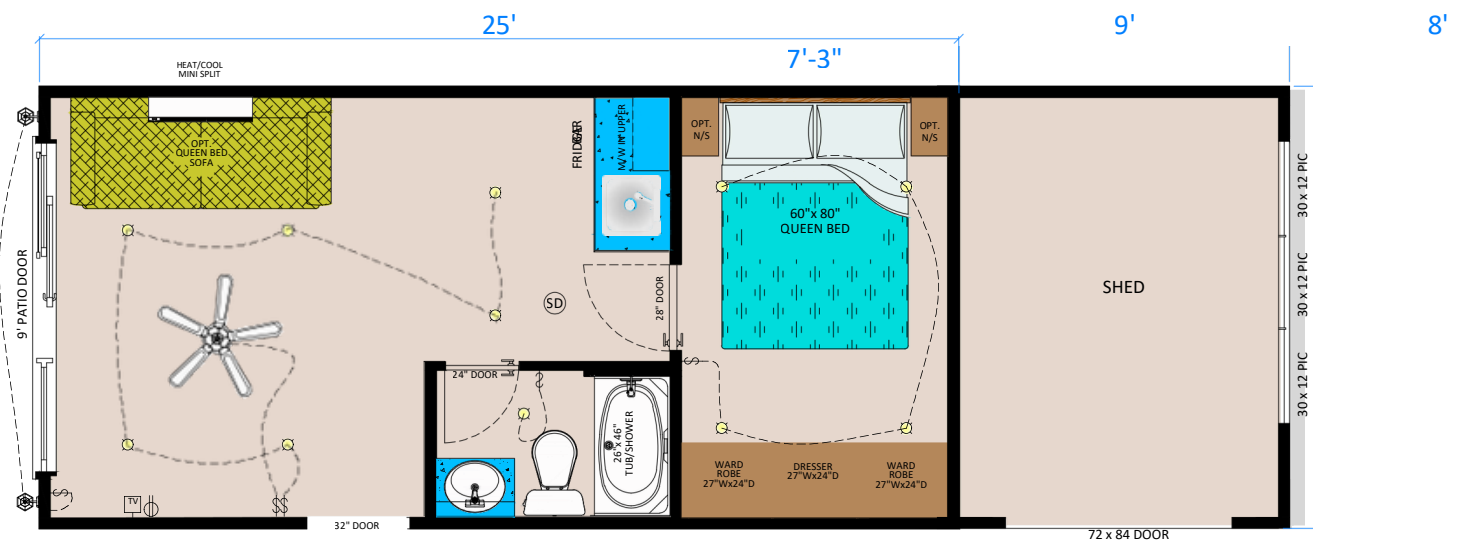 25'
9'
8'
7'-3"
HEAT/COOL
MINI SPLIT
OPT.
QUEEN BED
SOFA
M/W IN UPPER
OPT.
N/S
OPT.
N/S
60"x 80"
QUEEN BED
9' PATIO DOOR
SD
28" DOOR
SHED
30 x 12 PIC
30 x 12 PIC
30 x 12 PIC
24" DOOR
26"x 46"
TUB/SHOWER
WARD
ROBE
27"Wx24"D
DRESSER
27"Wx24"D
WARD
ROBE
27"Wx24"D
TV
32" DOOR
72 x 84 DOOR